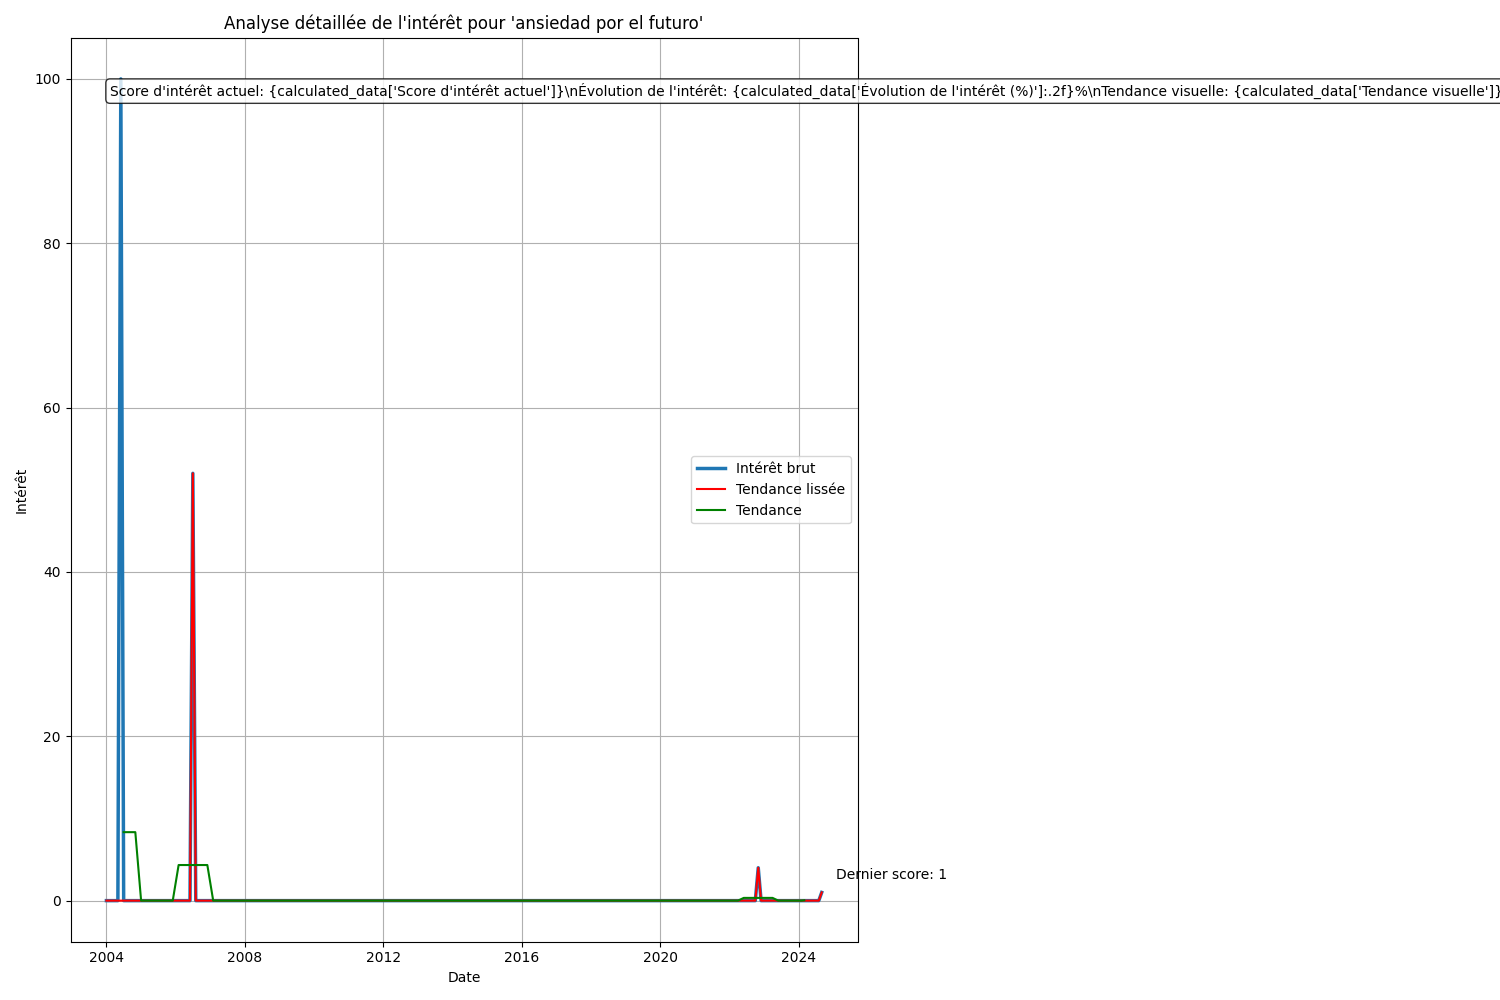 Analyse détaillée de l'intérêt pour 'ansiedad por el futuro'
100
Score d'intérêt actuel: {calculated_data['Score d'intérêt actuel']}\nÉvolution de l'intérêt: {calculated_data['Évolution de l'intérêt (%)']:.2f}%\nTendance visuelle: {calculated_data['Tendance visuelle']}
80
60
Intérêt
Intérêt brut
Tendance lissée
Tendance
40
20
Dernier score: 1
0
2004 2008 2012 2016 2020 2024
Date